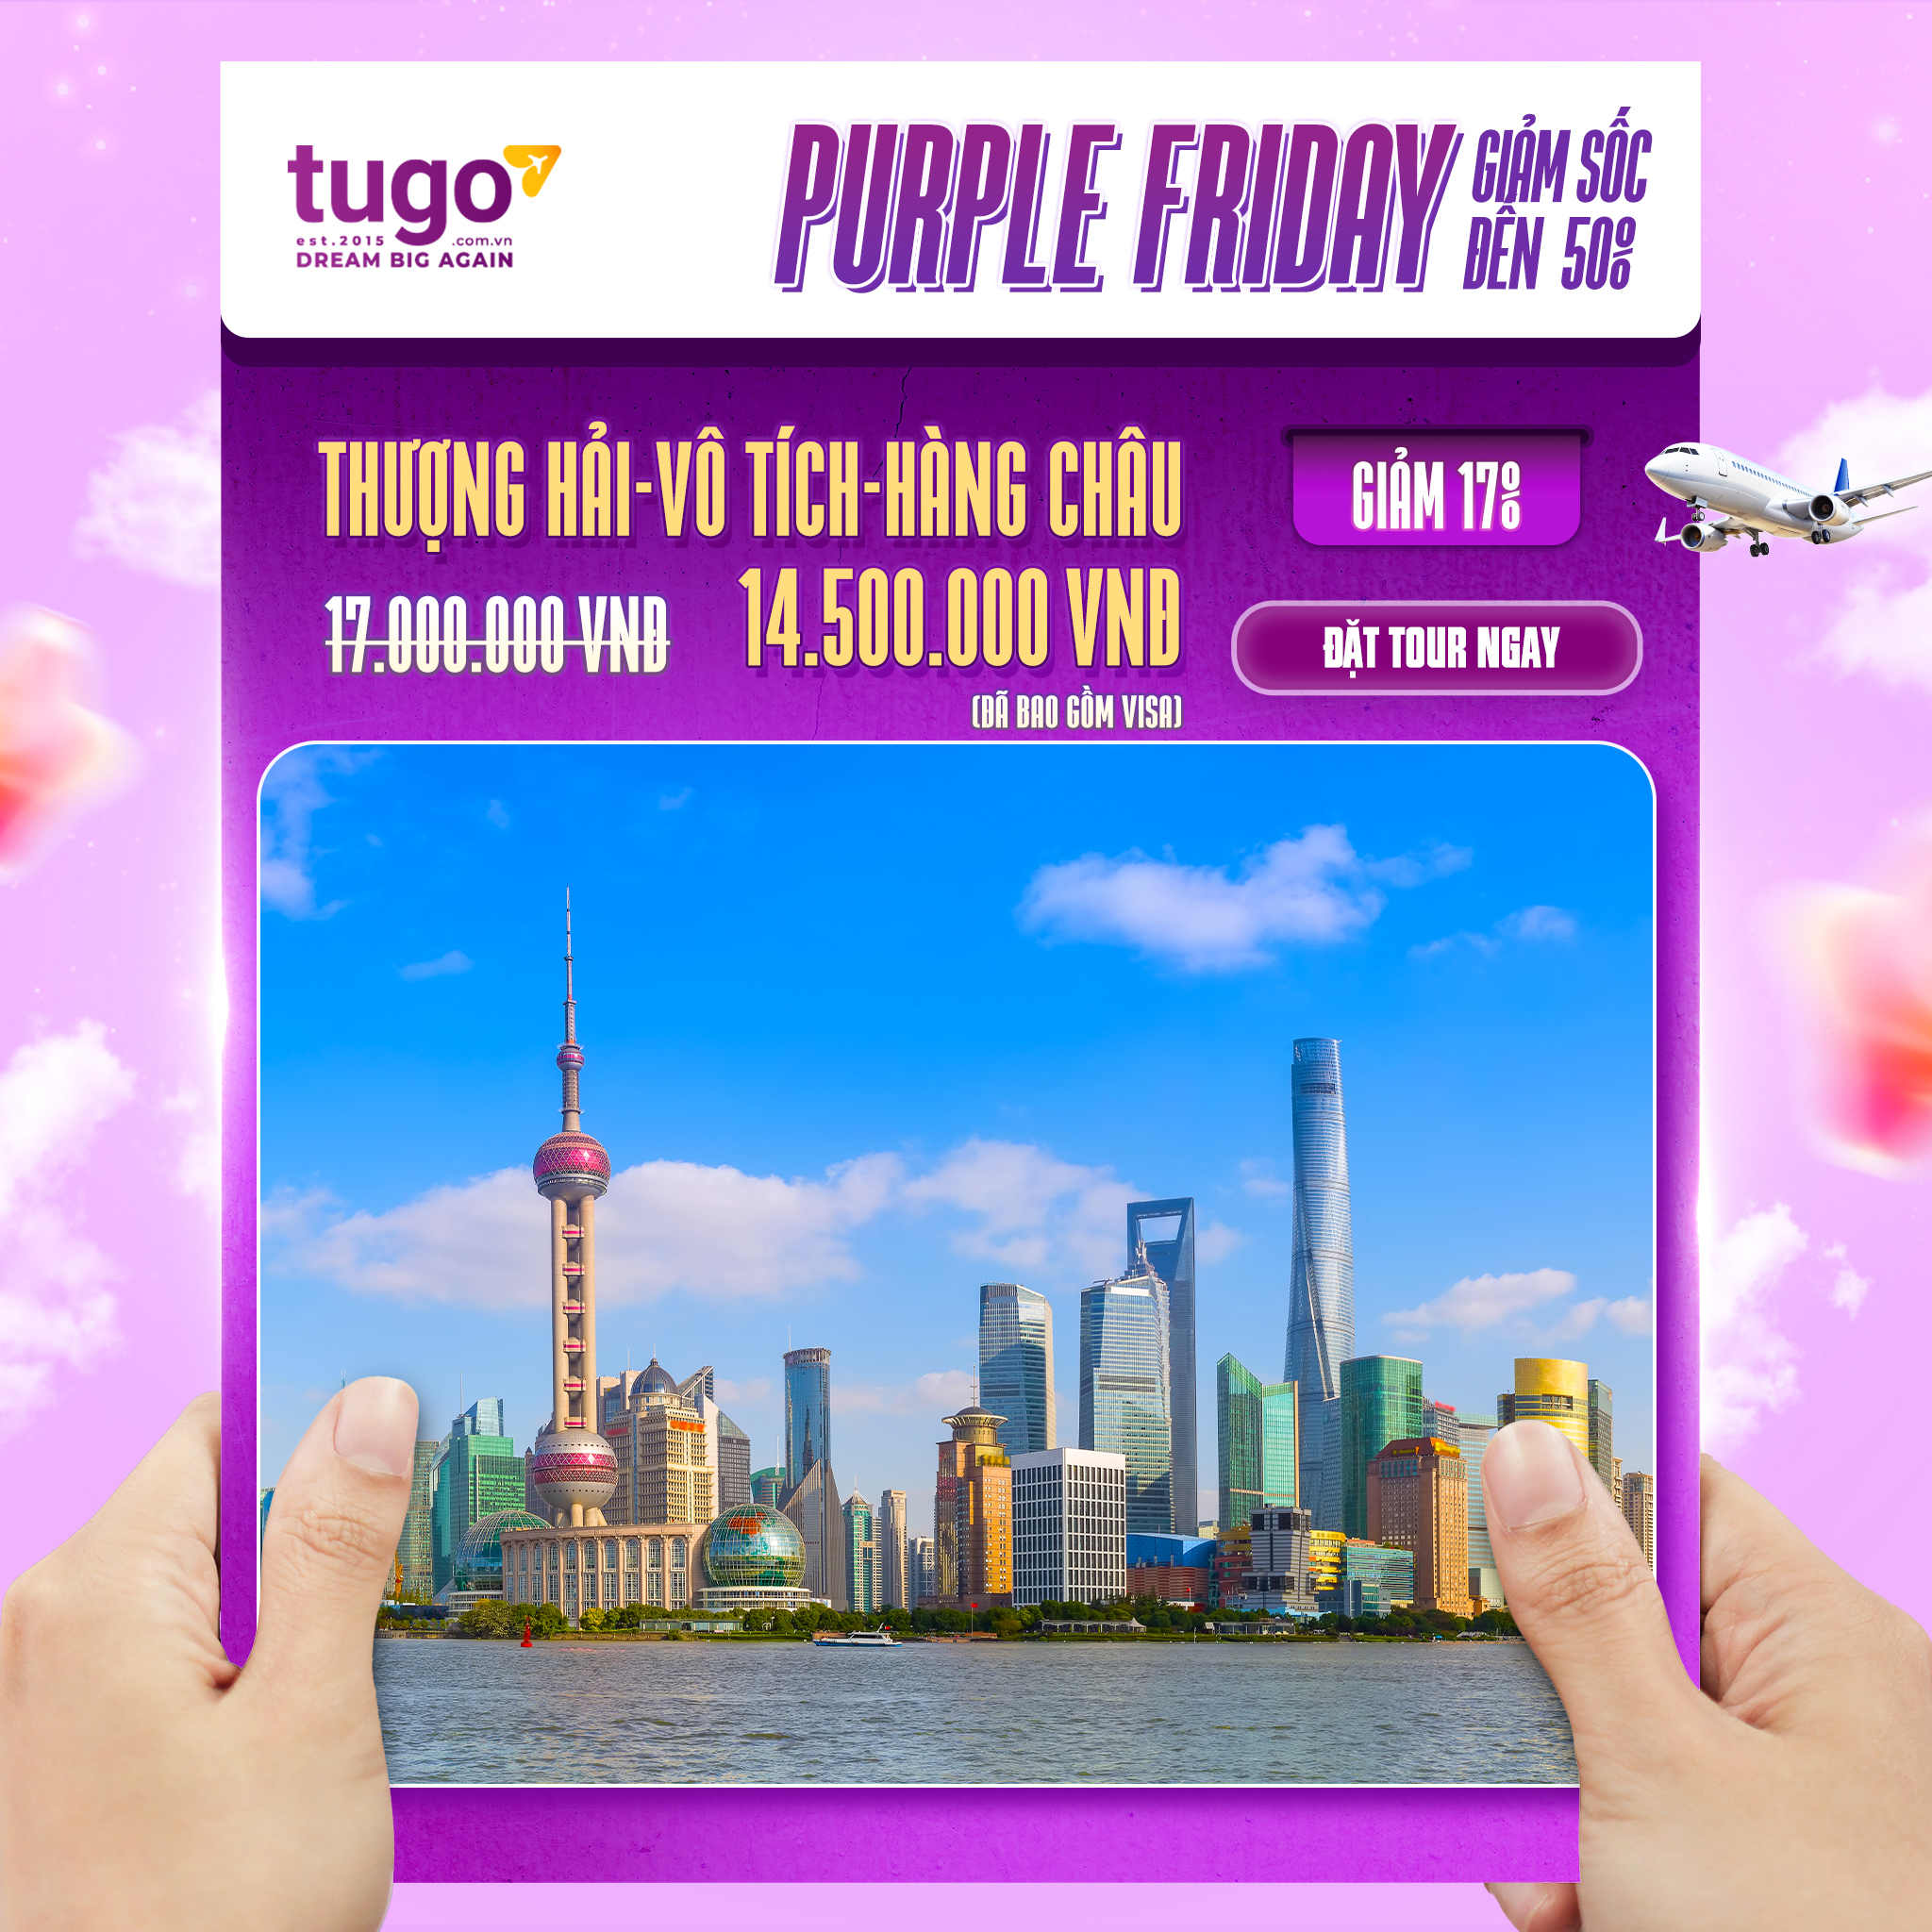 tugo
est.2015 .com.vn
DREAM BIG AGAIN
PURPLE FRIDAY
GIẢM SỐC
ĐẾN 50%
THƯỢNG HẢI-VÔ TÍCH-HÀNG CHÂU
GIẢM 17%
17.000.000 VNĐ
14.500.000 VNĐ
ĐẶT TOUR NGAY
(ĐÃ BAO GỒM VISA)